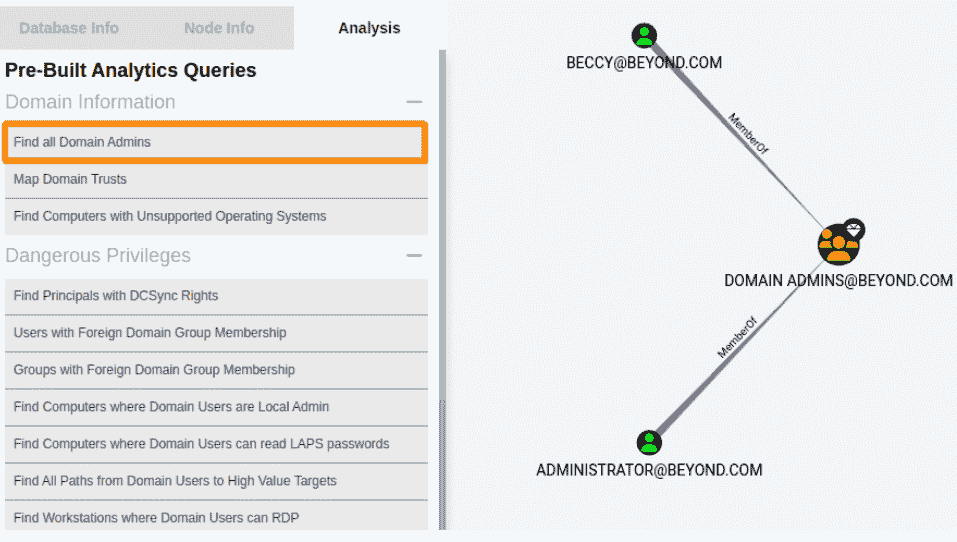 Database Info
Node Info
Analysis
Pre-Built Analytics Queries
Domain Information
Find all Domain Admins
Map Domain Trusts
Find Computers with Unsupported Operating Systems
Dangerous Privileges
Find Principals with DCSync Rights
Users with Foreign Domain Group Membership
Groups with Foreign Domain Group Membership
Find Computers where Domain Users are Local Admin
Find Computers where Domain Users can read LAPS passwords
Find All Paths from Domain Users to High Value Targets
Find Workstations where Domain Users can RDP
BECCY@BEYOND.COM
MemberOf
DOMAIN ADMINS@BEYOND.COM
MemberOf
ADMINISTRATOR@BEYOND.COM